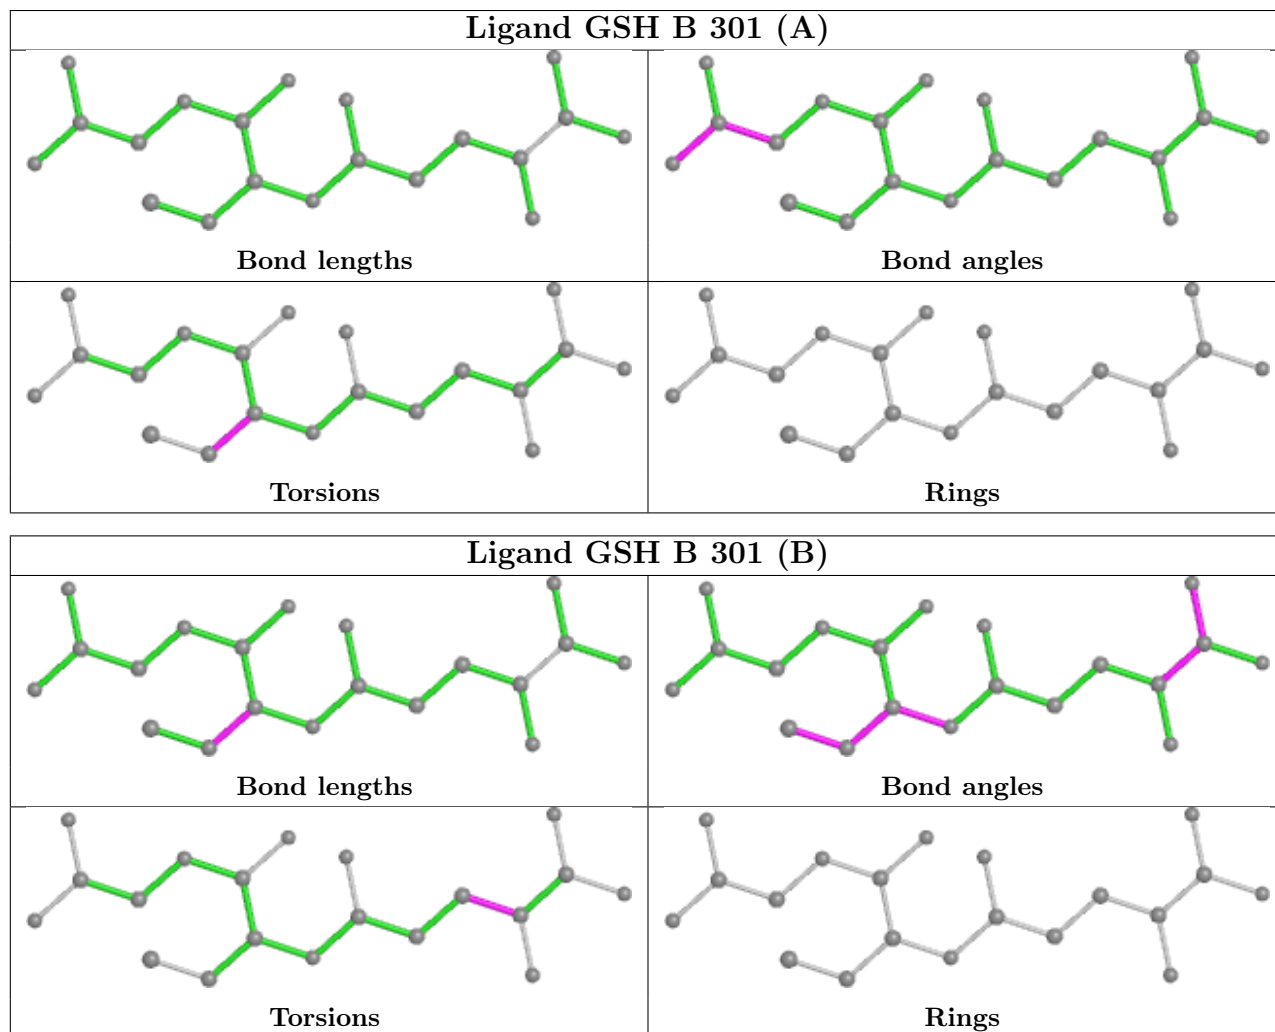 Ligand GSH B 301 (A)
Bond lengths
Bond angles
Torsions
Rings
Ligand GSH B 301 (B)
Bond lengths
Bond angles
Torsions
Rings